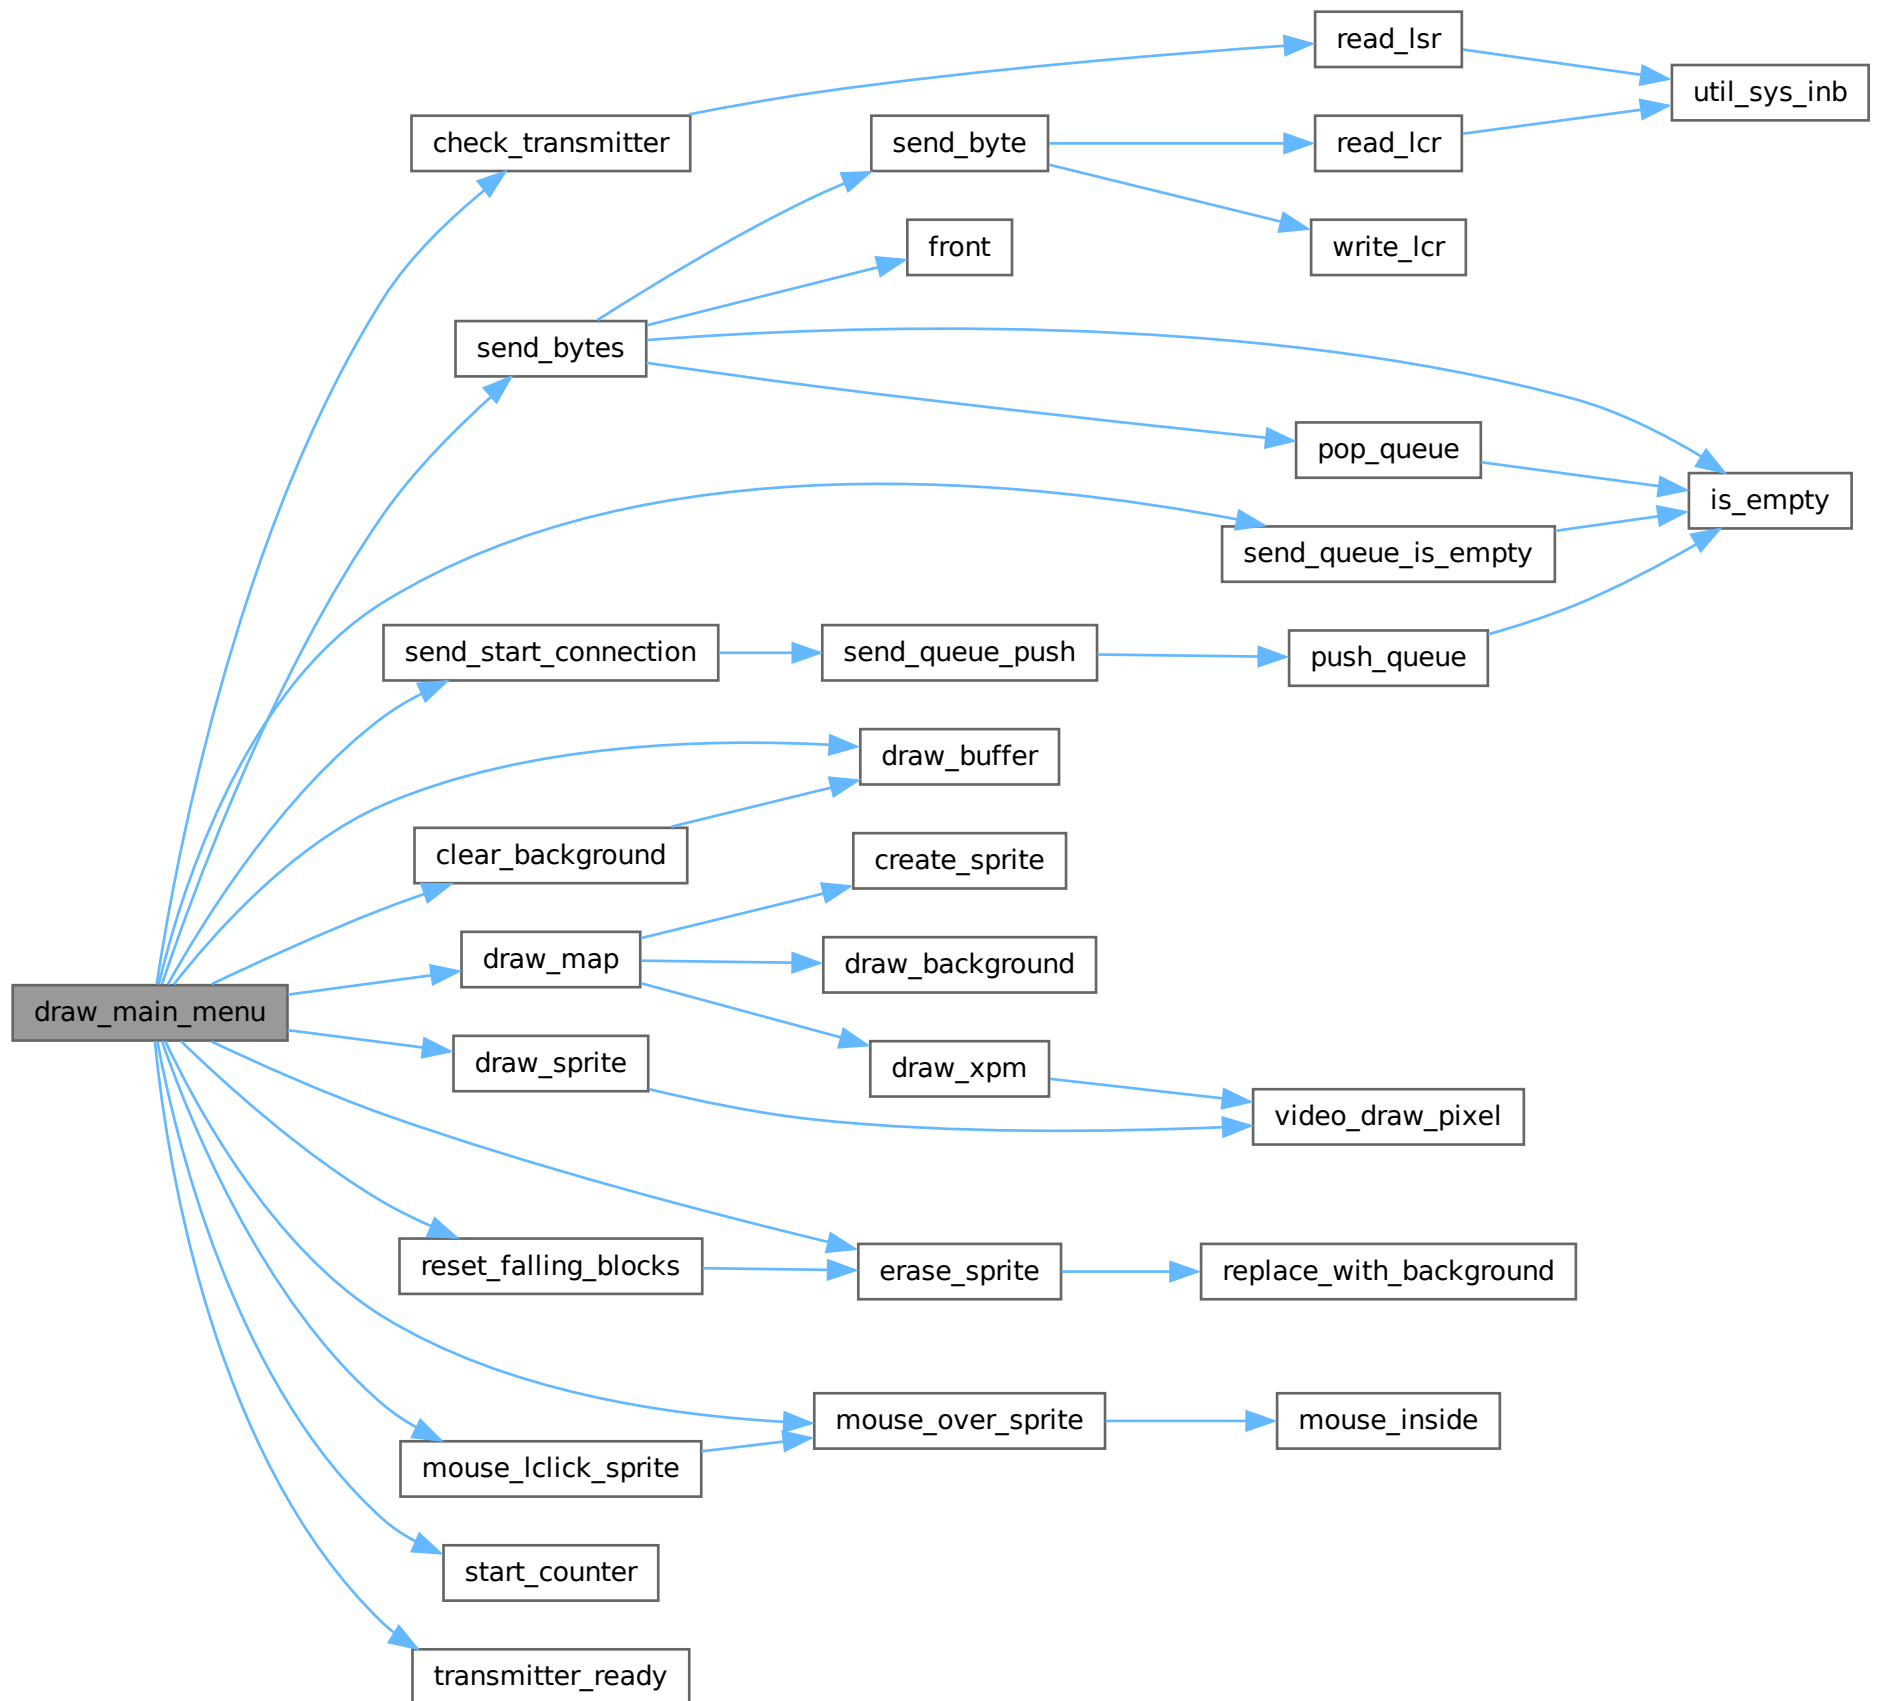 read_lsr
util_sys_inb
check_transmitter
send_byte
read_lcr
front
write_lcr
send_bytes
pop_queue
is_empty
send_queue_is_empty
send_start_connection
send_queue_push
push_queue
draw_buffer
clear_background
create_sprite
draw_map
draw_background
draw_main_menu
draw_sprite
draw_xpm
video_draw_pixel
reset_falling_blocks
erase_sprite
replace_with_background
mouse_over_sprite
mouse_inside
mouse_lclick_sprite
start_counter
transmitter_ready